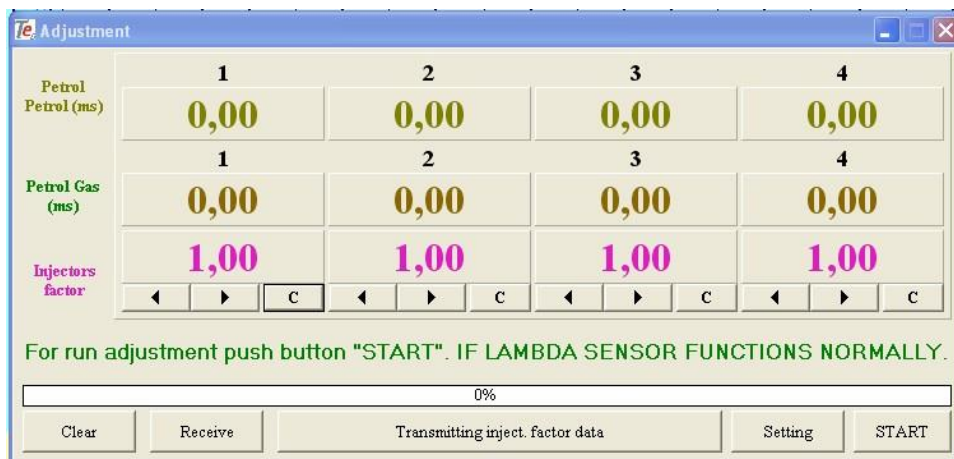 Te Adjustment
1 2 3 4
Petrol
Petrol (ms)
0,00 0,00 0,00 0,00
1 2 3 4
Petrol Gas
(ms)
0,00 0,00 0,00 0,00
1,00 1,00 1,00 1,00
Injectors
factor
C C C C
For run adjustment push button "START". IF LAMBDA SENSOR FUNCTIONS NORMALLY.
0%
Clear Receive Transmitting inject. factor data Setting START